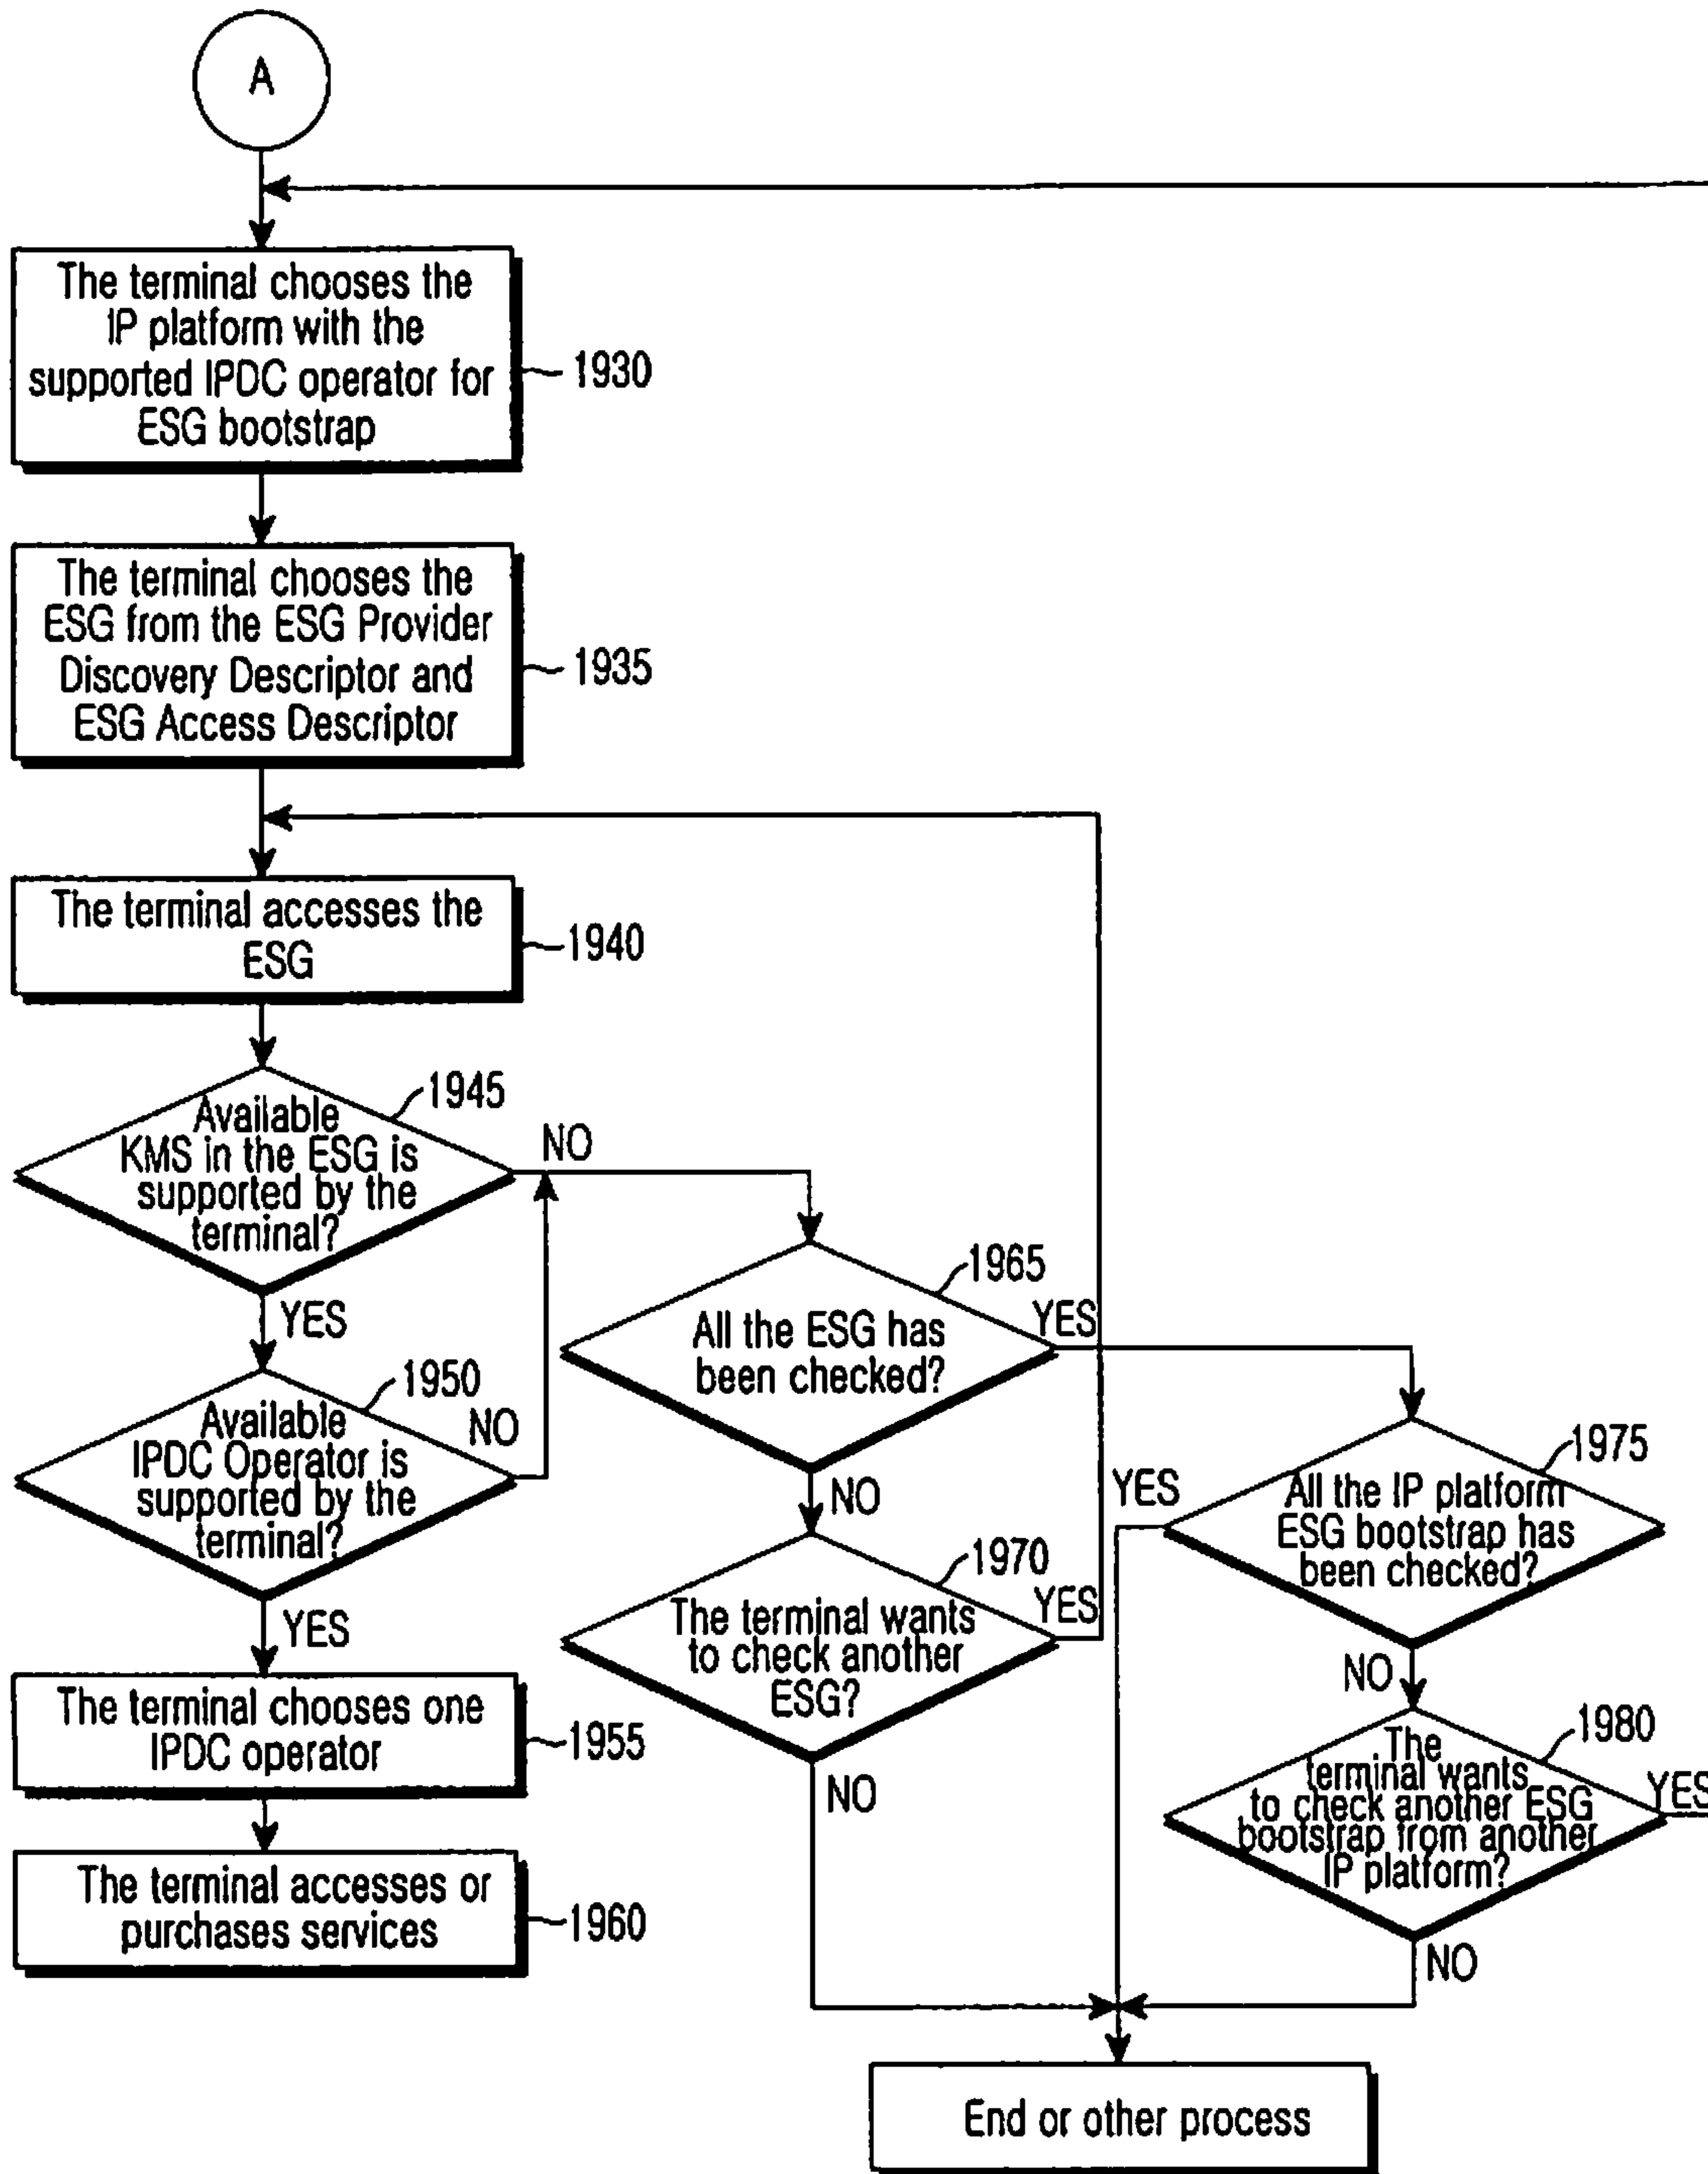 A
The terminal chooses the
IP platform with the
supported IPDC operator for
ESG bootstrap
1930
The terminal chooses the
ESG from the ESG Provider
Discovery Descriptor and
ESG Access Descriptor
1935
The terminal accesses the
ESG
1940
Available
KMS in the ESG is
supported by the
terminal?
1945
NO
YES
Available
IPDC Operator is
supported by the
terminal?
1950
NO
YES
The terminal chooses one
IPDC operator
1955
The terminal accesses or
purchases services
1960
All the ESG has
been checked?
1965
YES
NO
The terminal wants
to check another
ESG?
1970
YES
NO
All the IP platform
ESG bootstrap has
been checked?
1975
YES
NO
The
terminal wants
to check another ESG
bootstrap from another
IP platform?
1980
YES
NO
End or other process